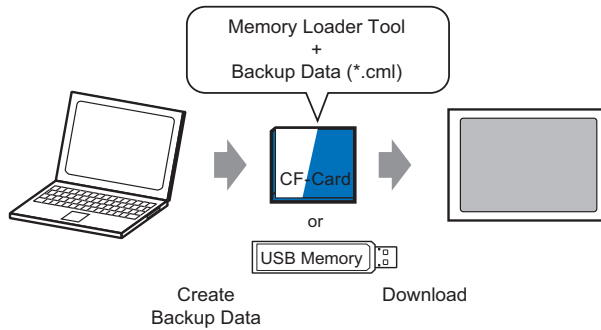 Memory Loader Tool
+
Backup Data (*.cml)
CF-Card
or
USB Memory
Create
Backup Data
Download